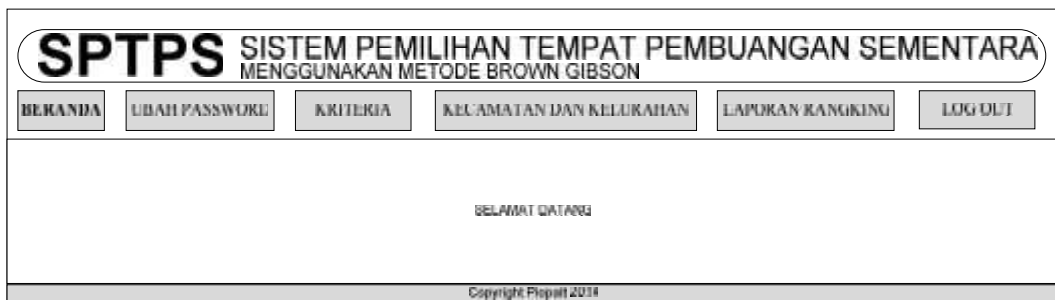 SPTPS SISTEM PEMILIHAN TEMPAT PEMBUANGAN SEMENTARA
MENGGUNAKAN METODE BROWN GIBSON
BERANDA UBAH PASSWORD KRITERIA KECAMATAN DAN KELURAHAN LAPORAN RANGKING LOG OUT
SELAMAT DATANG
Copyright 2014